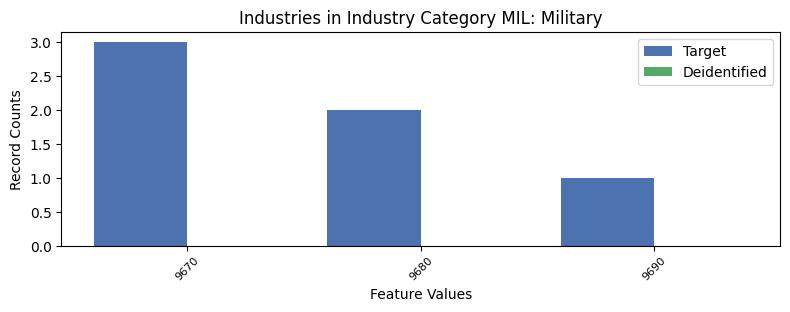 Industries in Industry Category MIL: Military
Target
Deidentified
Record Counts
3.0
2.5
2.0
1.5
1.0
0.5
0.0
9670
9680
9690
Feature Values